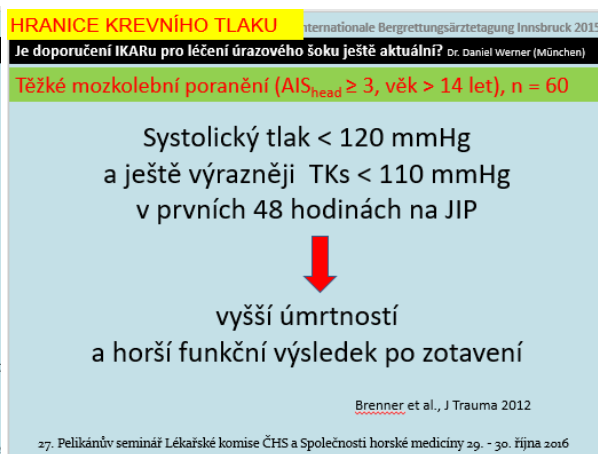 HRANICE KREVNÍHO TLAKU
nternationale Bergrettungsärztetagung Innsbruck 2015
Je doporučení IKARu pro léčení úrazového šoku ještě aktuální? Dr. Daniel Werner (München)
Těžké mozkolební poranění (AIShead ≥ 3, věk > 14 let), n = 60
Systolický tlak < 120 mmHg
a ještě výrazněji TKs < 110 mmHg
v prvních 48 hodinách na JIP
vyšší úmrtností
a horší funkční výsledek po zotavení
Brenner et al., J Trauma 2012
27. Pelikánův seminář Lékařské komise ČHS a Společnosti horské medicíny 29. - 30. října 2016